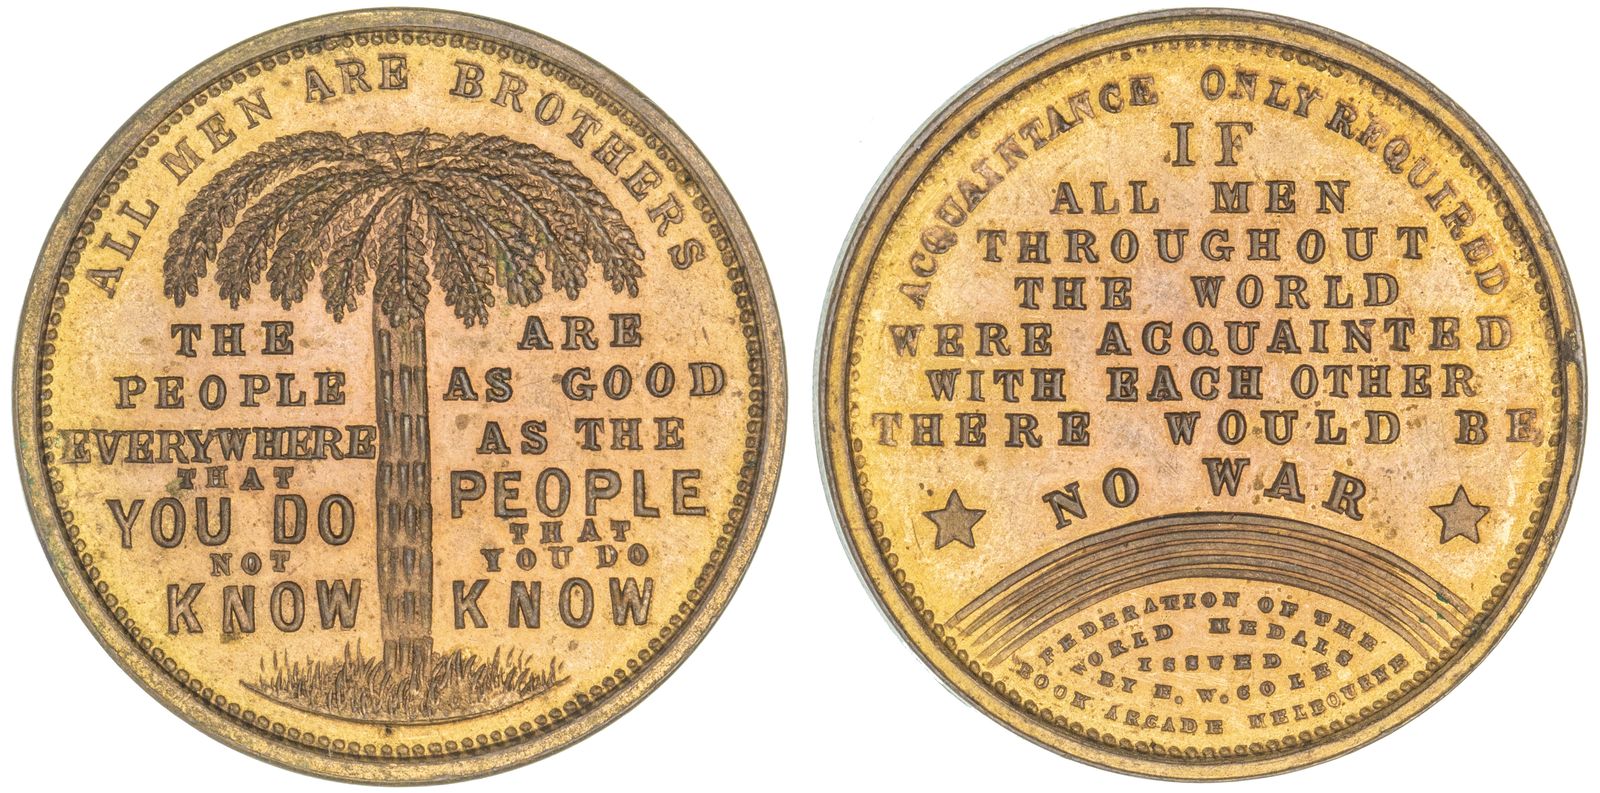 ALL MEN ARE BROTHERS
THE
PEOPLE
EVERYWHERE
THAT
YOU DO
NOT
KNOW
ARE
AS GOOD
AS THE
PEOPLE
THAT
YOU DO
KNOW
ACQUAINTANCE ONLY REQUIRED
IF
ALL MEN
THROUGHOUT
THE WORLD
WERE ACQUAINTED
WITH EACH OTHER
THERE WOULD BE
NO WAR
FEDERATION OF THE
WORLD MEDALS
ISSUED
BY E. W. COLES
BOOK ARCADE MELBOURNE